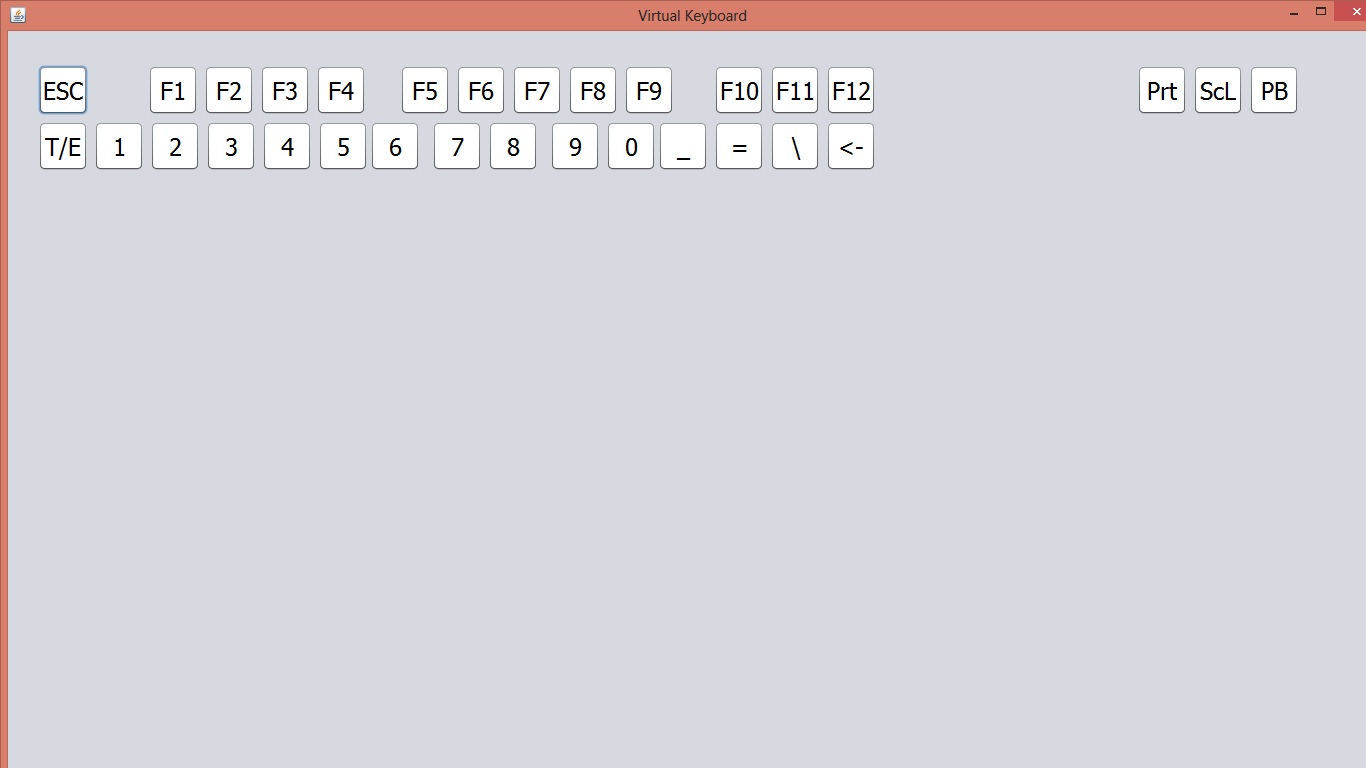 Virtual Keyboard
ESC F1 F2 F3 F4 F5 F6 F7 F8 F9 F10 F11 F12 Prt ScL PB
T/E 1 2 3 4 5 6 7 8 9 0 _ = \ <-